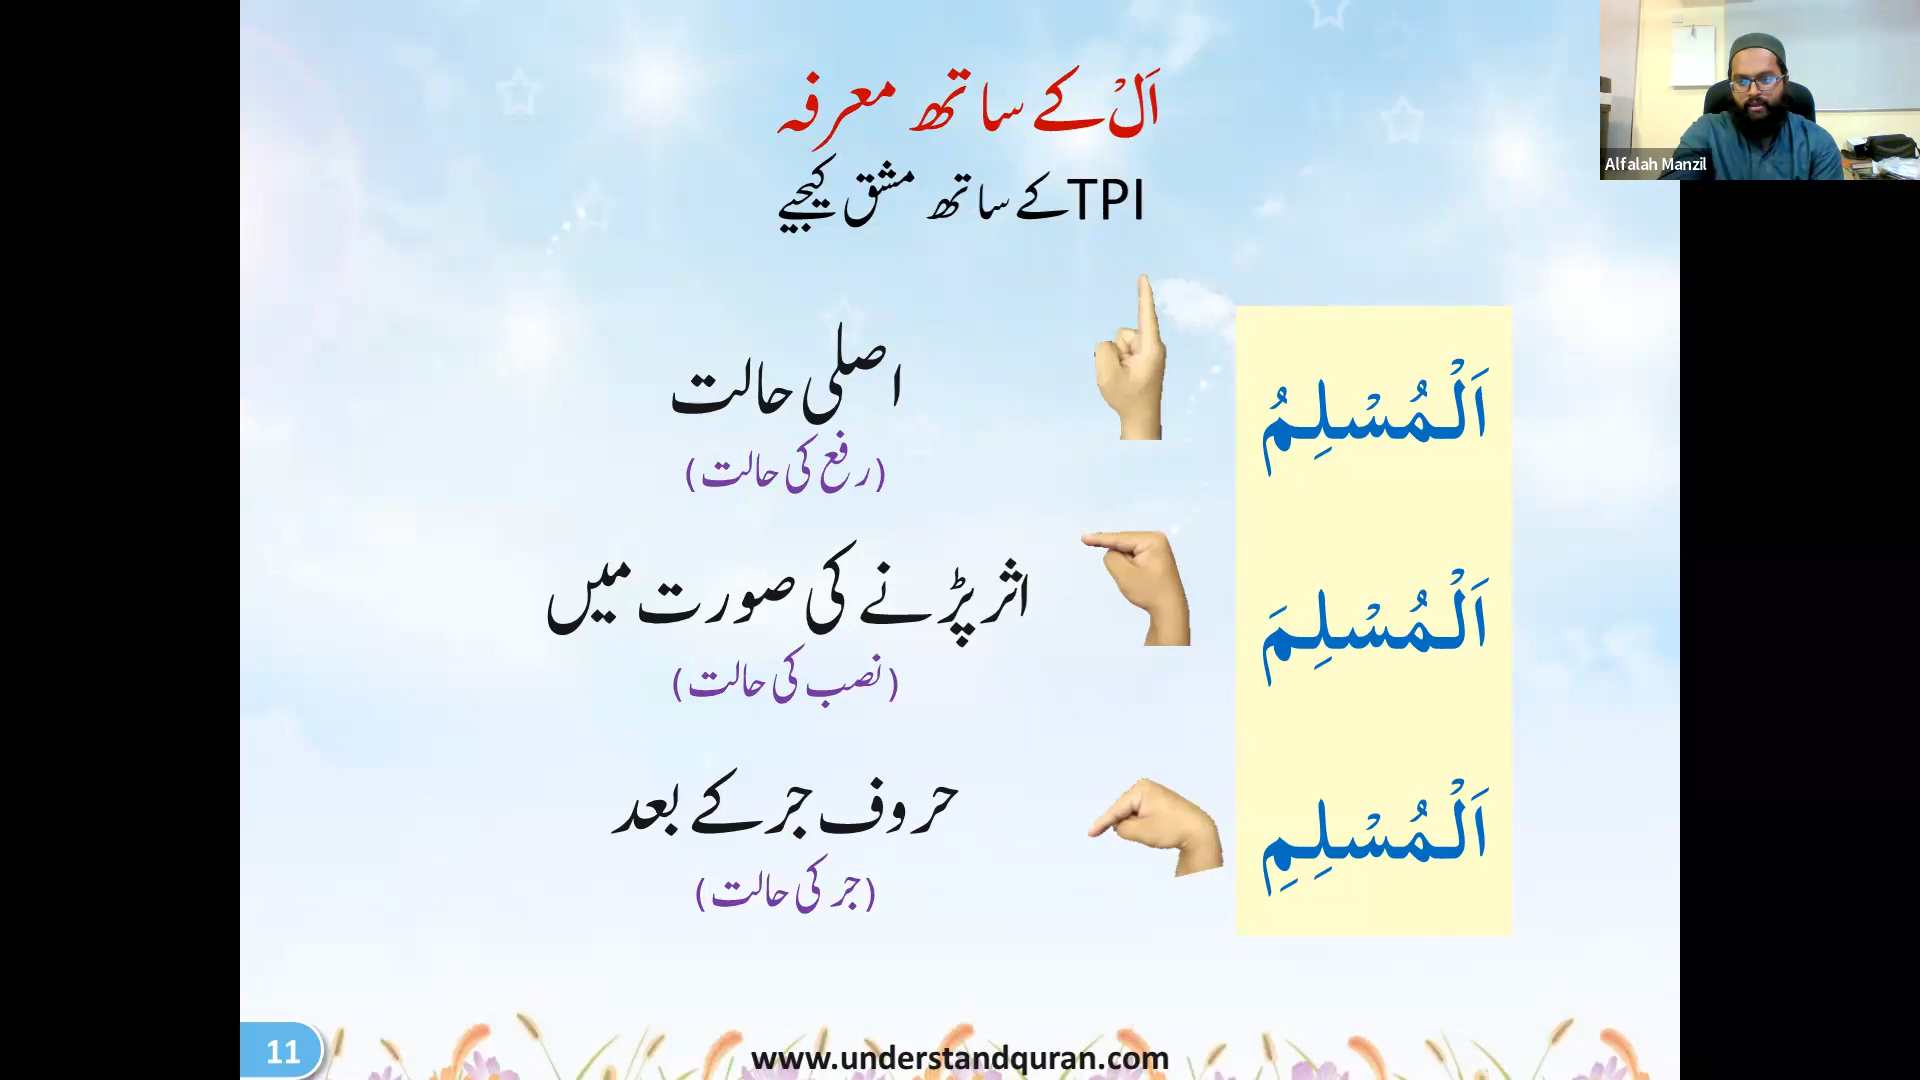 اَلْ کے ساتھ معرفہ
TPI کے ساتھ مشق کیجیے
Alfalah Manzil
اَلْمُسْلِمُ
اصلی حالت
(رفع کی حالت)
اَلْمُسْلِمَ
اثر پڑنے کی صورت میں
(نصب کی حالت)
اَلْمُسْلِمِ
حروف جر کے بعد
(جر کی حالت)
11
www.understandquran.com